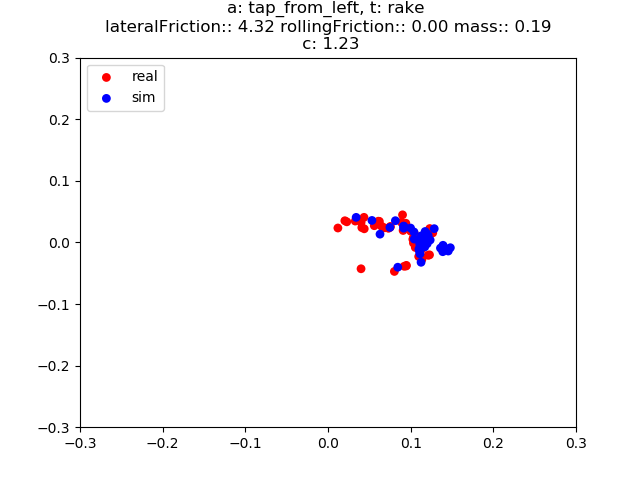 a: tap_from_left, t: rake
lateralFriction:: 4.32 rollingFriction:: 0.00 mass:: 0.19
c: 1.23
real
sim
0.3
0.2
0.1
0.0
−0.1
−0.2
−0.3
−0.3 −0.2 −0.1 0.0 0.1 0.2 0.3